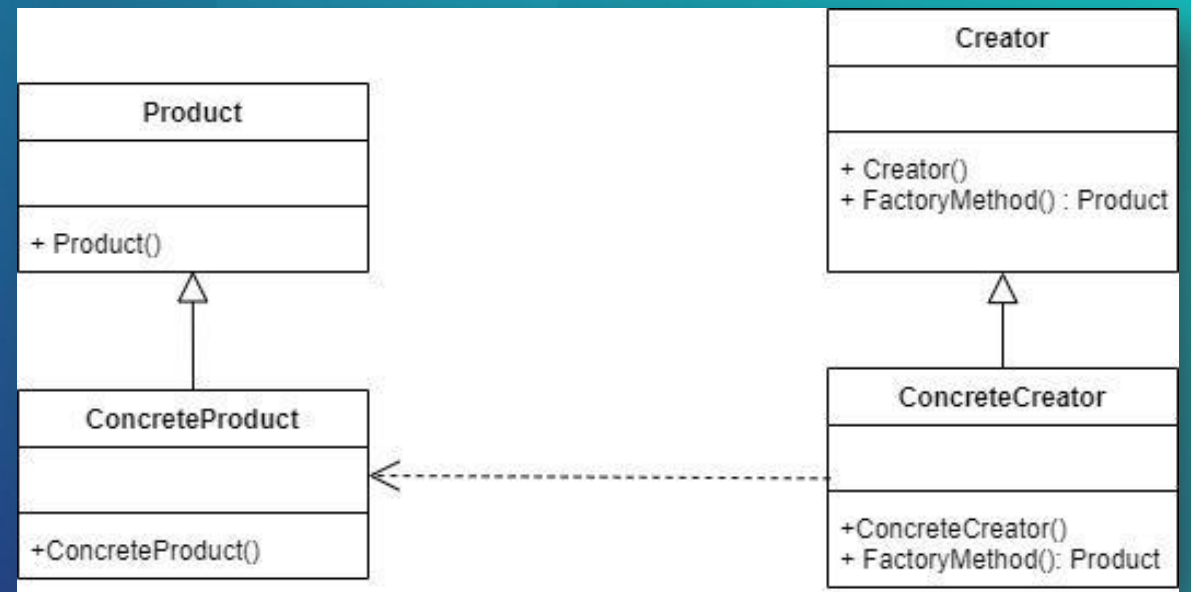 Product
+ Product()
ConcreteProduct
+ConcreteProduct()
Creator
+ Creator()
+ FactoryMethod() : Product
ConcreteCreator
+ConcreteCreator()
+ FactoryMethod(): Product